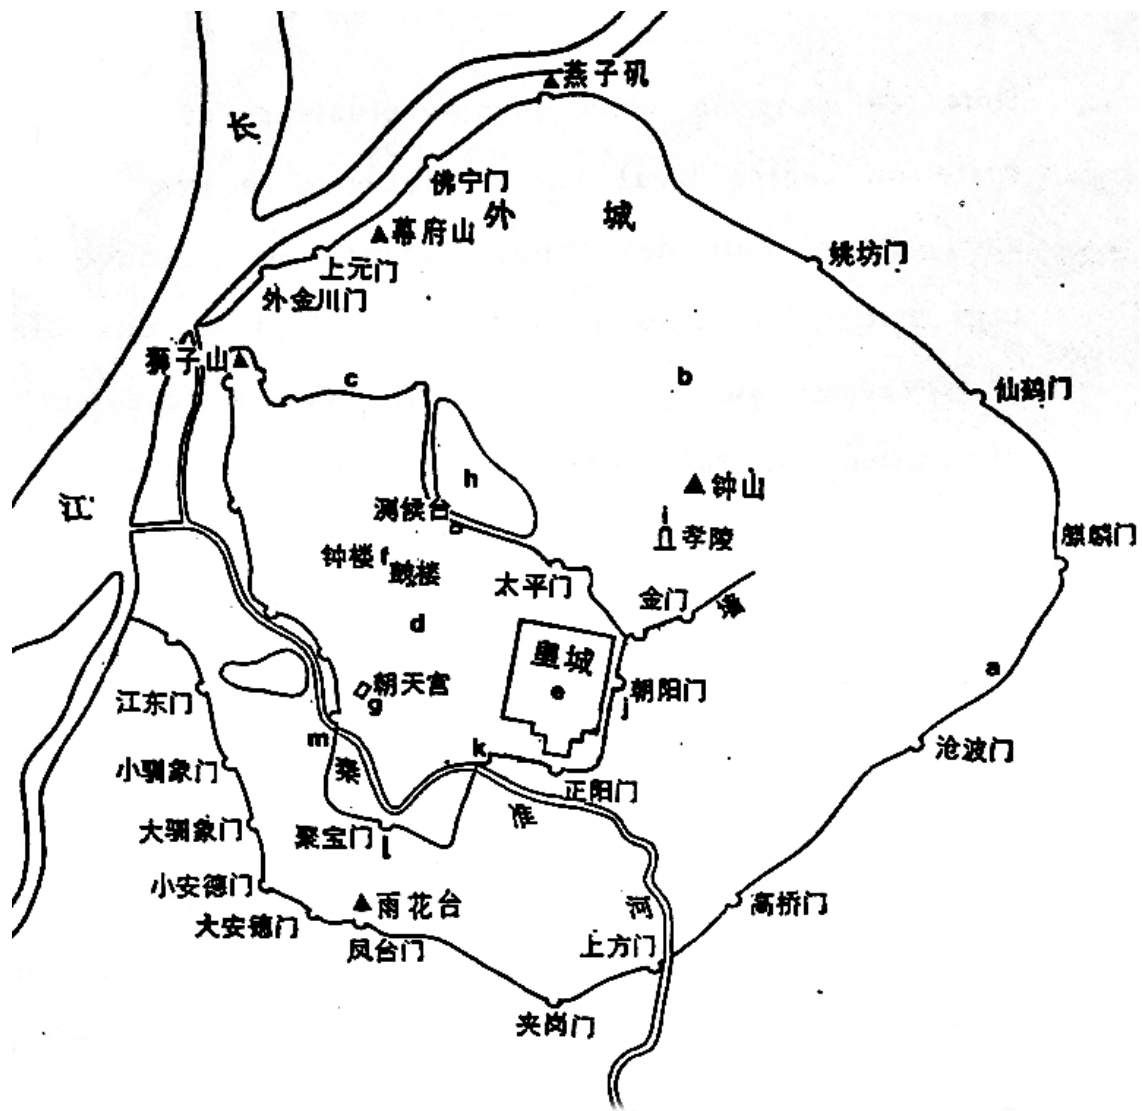 燕子矶
长
佛宁门
外城
幕府山
姚坊门
上元门
外金川门
狮子山
c
b
仙鹤门
h
钟山
江
测候台
i
孝陵
麒麟门
钟楼
f
鼓楼
太平门
金门
墙
d
皇城
a
朝天宫
e
朝阳门
江东门
g
j
m
k
沧波门
小驯象门
秦
正阳门
淮
大驯象门
聚宝门
l
小安德门
雨花台
河
高桥门
大安德门
凤台门
上方门
夹岗门